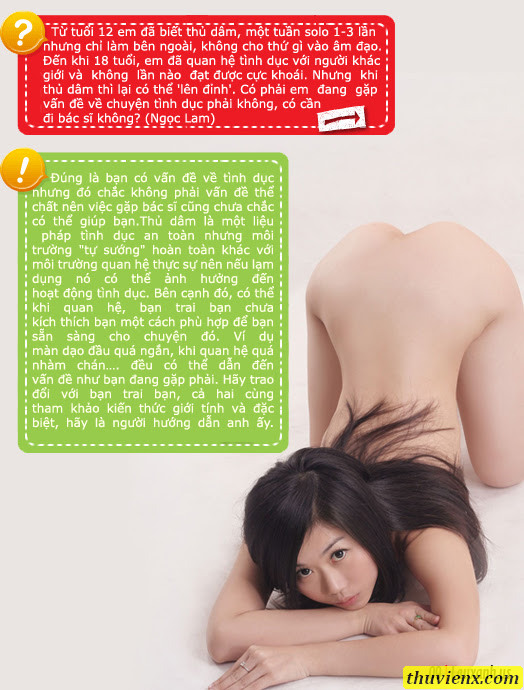 ?
Từ tuổi 12 em đã biết thủ dâm, một tuần solo 1-3 lần
nhưng chỉ làm bên ngoài, không cho thứ gì vào âm đạo.
Đến khi 18 tuổi, em đã quan hệ tình dục với người khác
giới và không lần nào đạt được cực khoái. Nhưng khi
thủ dâm thì lại có thể 'lên đỉnh'. Có phải em đang gặp
vấn đề về chuyện tình dục phải không, có cần
đi bác sĩ không? (Ngọc Lam)
!
Đúng là bạn có vấn đề về tình dục
nhưng đó chắc không phải vấn đề thể
chất nên việc gặp bác sĩ cũng chưa chắc
có thể giúp bạn.Thủ dâm là một liệu
pháp tình dục an toàn nhưng môi
trường "tự sướng" hoàn toàn khác với
môi trường quan hệ thực sự nên nếu lạm
dụng nó có thể ảnh hưởng đến
hoạt động tình dục. Bên cạnh đó, có thể
khi quan hệ, bạn trai bạn chưa
kích thích bạn một cách phù hợp để bạn
sẵn sàng cho chuyện đó. Ví dụ
màn dạo đầu quá ngắn, khi quan hệ quá
nhàm chán.... đều có thể dẫn đến
vấn đề như bạn đang gặp phải. Hãy trao
đổi với bạn trai bạn, cả hai cùng
tham khảo kiến thức giới tính và đặc
biệt, hãy là người hướng dẫn anh ấy.
thuvienx.com